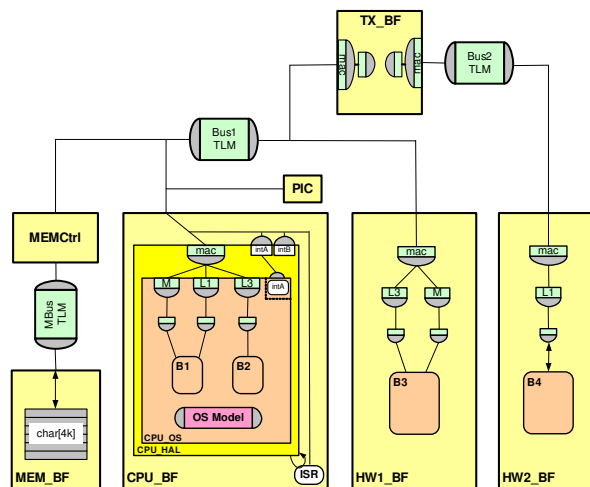 TX_BF
mac
mac
Bus2
TLM
Bus1
TLM
PIC
MEMCtrl
mac
intA
intB
mac
mac
MBus
TLM
M
L1
L3
intA
L3
M
L1
B1
B2
B3
B4
OS Model
char[4k]
CPU_OS
CPU_HAL
MEM_BF
CPU_BF
ISR
HW1_BF
HW2_BF